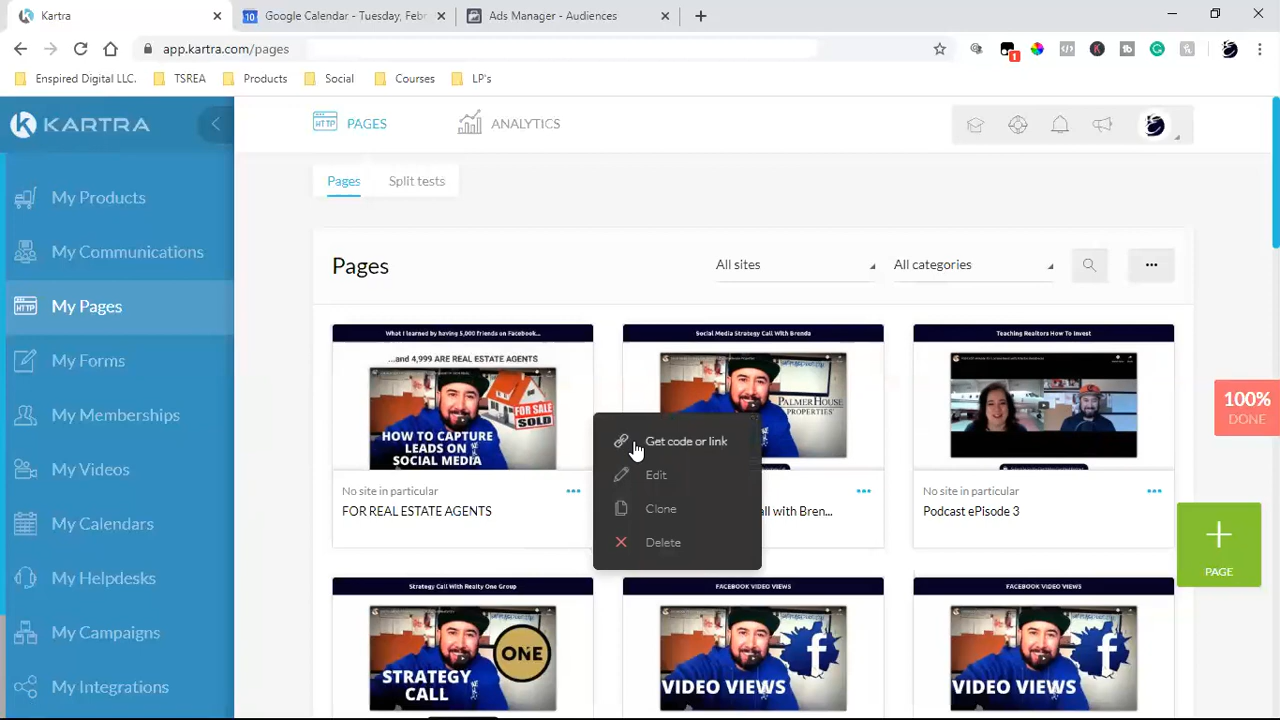 Kartra
10 Google Calendar - Tuesday, Febr
Ads Manager - Audiences
app.kartra.com/pages
1
Enspired Digital LLC.
TSREA
Products
Social
Courses
LP's
KARTRA
HTTP PAGES
ANALYTICS
My Products
My Communications
HTTP My Pages
My Forms
My Memberships
My Videos
My Calendars
My Helpdesks
My Campaigns
My Integrations
Pages
Split tests
Pages
All sites
All categories
What I learned by having 5,000 friends on Facebook...
...and 4,999 ARE REAL ESTATE AGENTS
FOR SALE
SOLD
HOW TO CAPTURE
LEADS ON
SOCIAL MEDIA
No site in particular
FOR REAL ESTATE AGENTS
Social Media Strategy Call With Brenda
PALMERHOUSE
PROPERTIES
all with Bren...
Teaching Realtors How To Invest
No site in particular
Podcast ePisode 3
Get code or link
Edit
Clone
Delete
100%
DONE
+
PAGE
Strategy Call With Realty One Group
ONE
STRATEGY
CALL
FACEBOOK VIDEO VIEWS
f
VIDEO VIEWS
FACEBOOK VIDEO VIEWS
f
VIDEO VIEWS